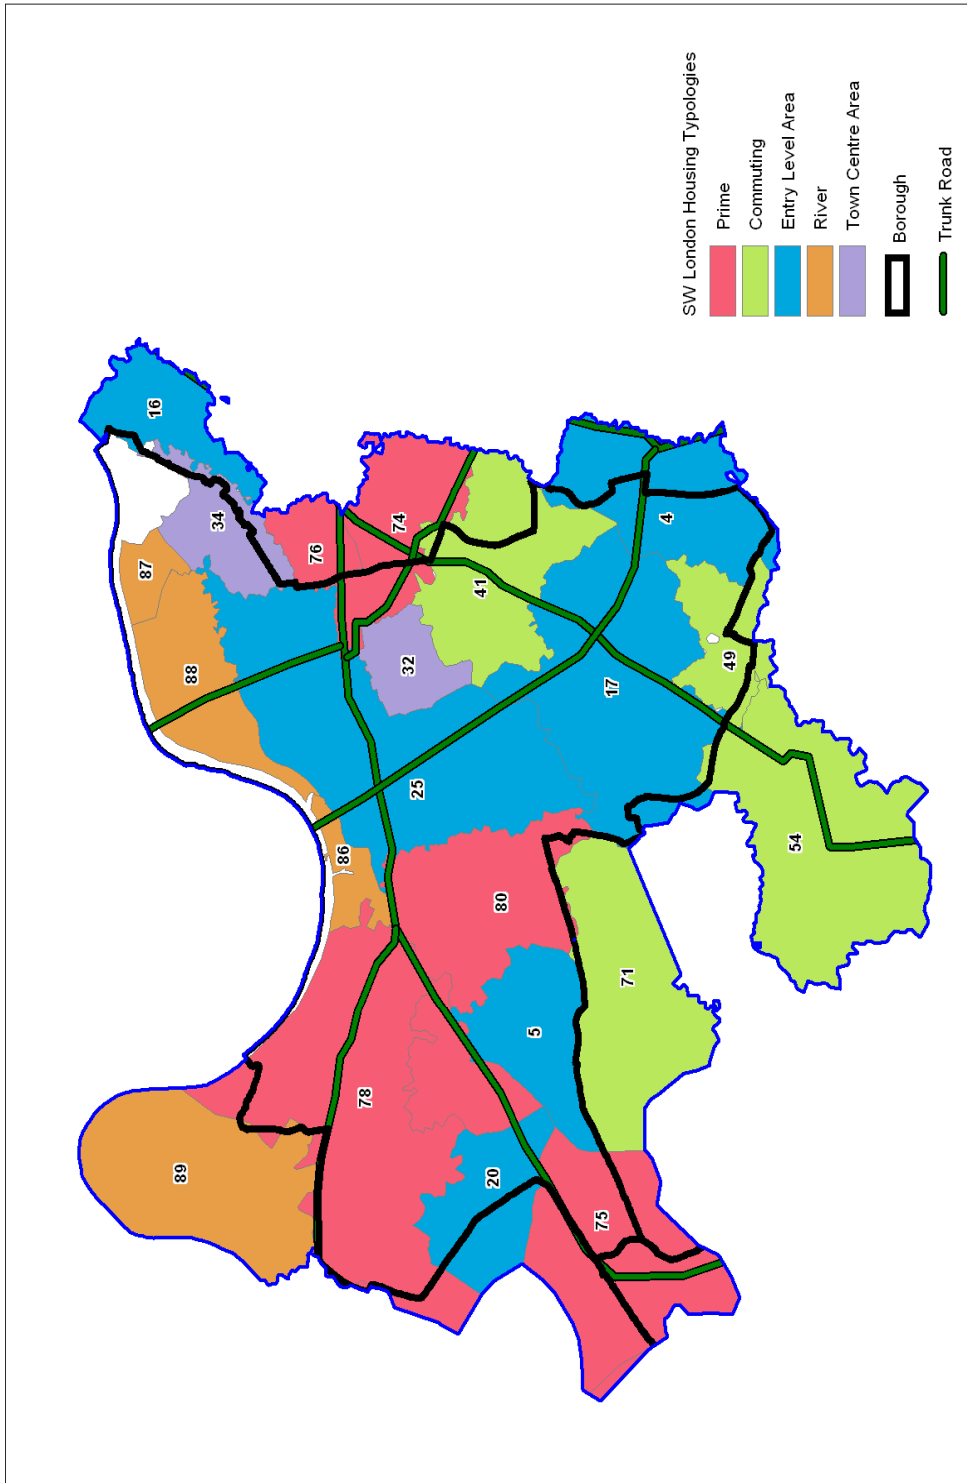 SW London Housing Typologies
Prime
Commuting
Entry Level Area
River
Town Centre Area
Borough
Trunk Road
89
78
20
75
5
80
71
86
25
88
87
34
16
76
74
32
41
17
4
49
54